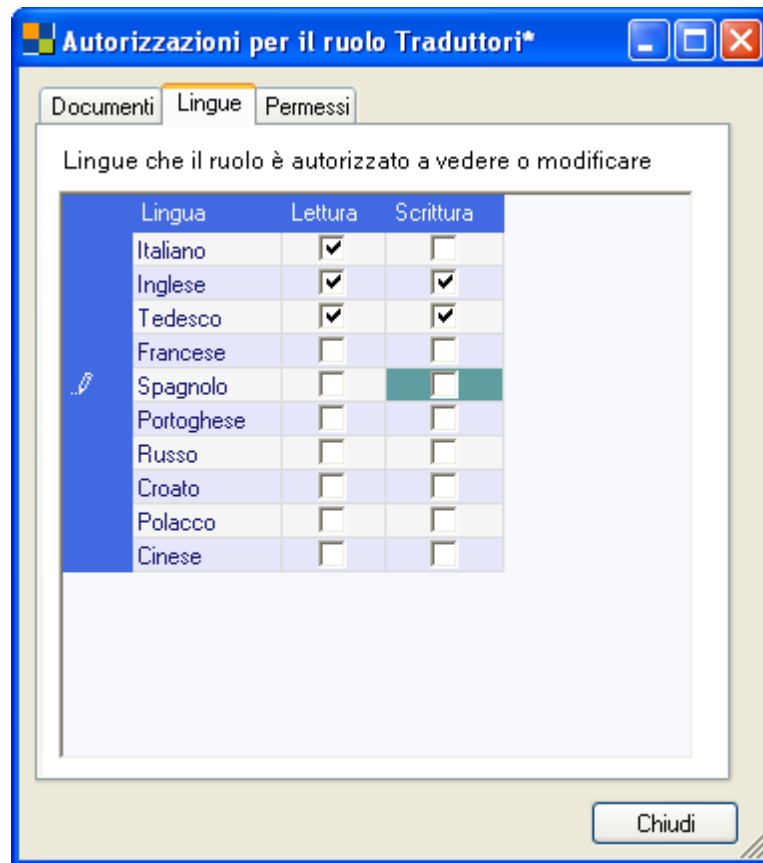 Autorizzazioni per il ruolo Traduttori*
Documenti Lingue Permessi
Lingue che il ruolo è autorizzato a vedere o modificare
Lingua Lettura Scrittura
Italiano
Inglese
Tedesco
Francese
Spagnolo
Portoghese
Russo
Croato
Polacco
Cinese
Chiudi